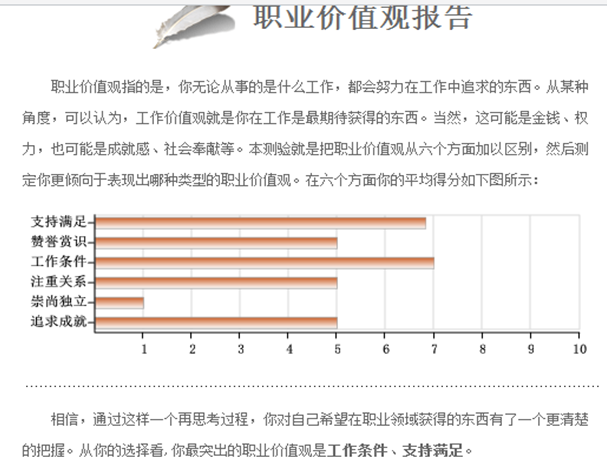 职业价值观报告
职业价值观指的是，你无论从事的是什么工作，都会努力在工作中追求的东西。从某种
角度，可以认为，工作价值观就是你在工作是最期待获得的东西。当然，这可能是金钱、权
力，也可能是成就感、社会奉献等。本测验就是把职业价值观从六个方面加以区别，然后测
定你更倾向于表现出哪种类型的职业价值观。在六个方面你的平均得分如下图所示：
支持满足
赞誉赏识
工作条件
注重关系
崇尚独立
追求成就
1 2 3 4 5 6 7 8 9 10
相信，通过这样一个再思考过程，你对自己希望在职业领域获得的东西有了一个更清楚
的把握。从你的选择看,你最突出的职业价值观是工作条件、支持满足。